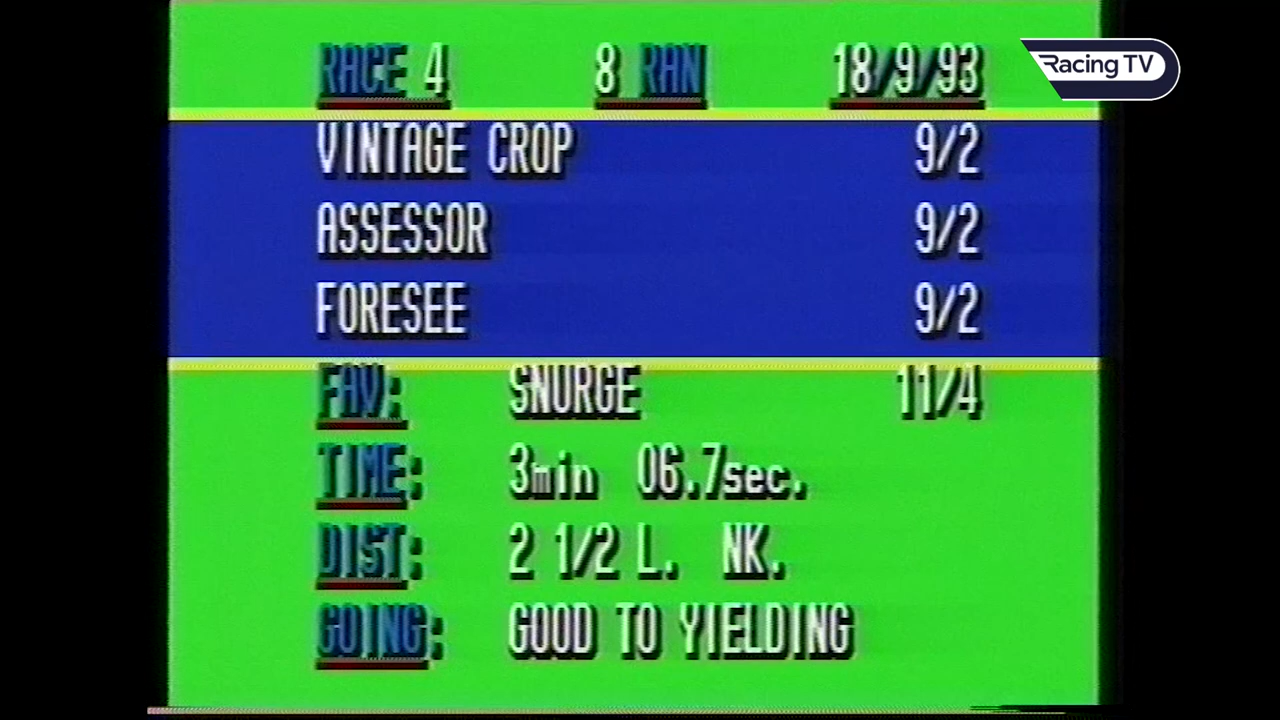 RACE 4 8 RAN 18/9/93
Racing TV
VINTAGE CROP 9/2
ASSESSOR 9/2
FORESEE 9/2
FAV: SNURGE 11/4
TIME: 3min 06.7sec.
DIST: 2 1/2 L. NK.
GOING: GOOD TO YIELDING